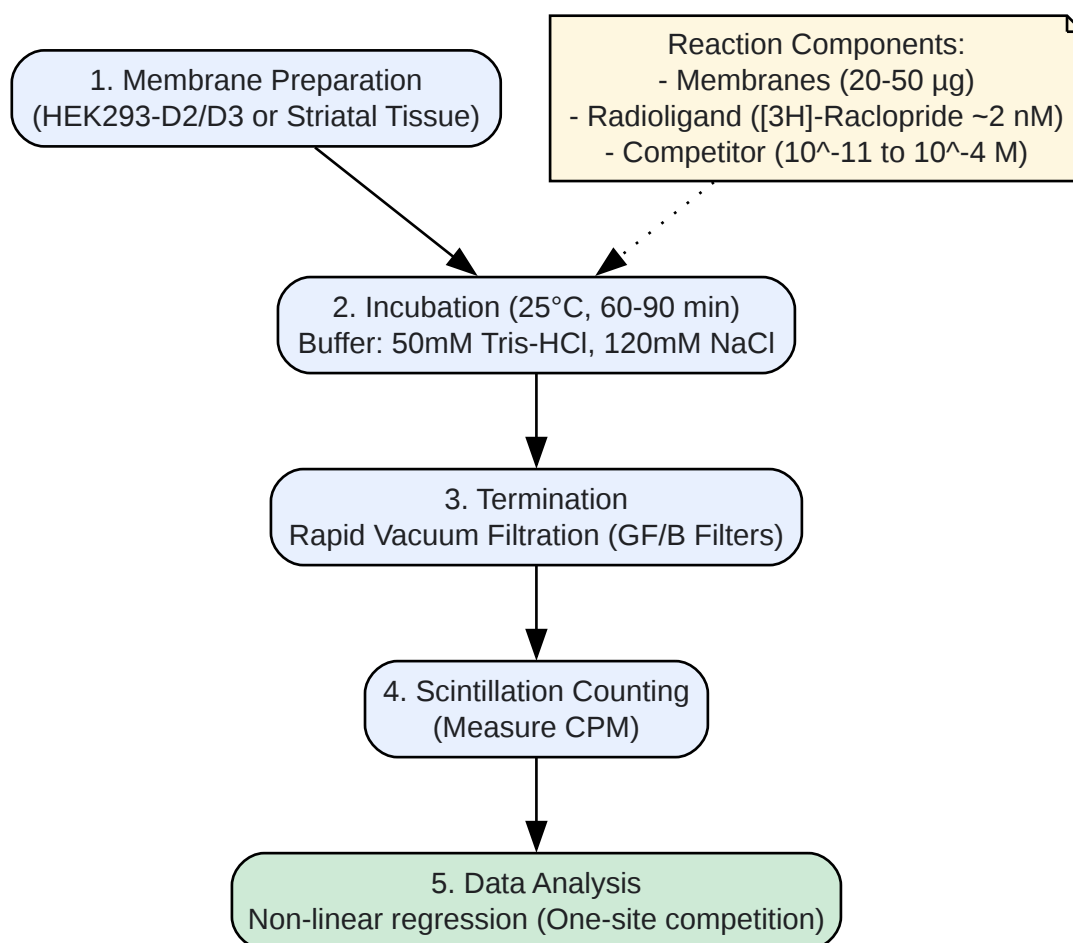 1. Membrane Preparation
(HEK293-D2/D3 or Striatal Tissue)
Reaction Components:
- Membranes (20-50 µg)
- Radioligand ([3H]-Raclopride ~2 nM)
- Competitor (10^-11 to 10^-4 M)
2. Incubation (25°C, 60-90 min)
Buffer: 50mM Tris-HCl, 120mM NaCl
3. Termination
Rapid Vacuum Filtration (GF/B Filters)
4. Scintillation Counting
(Measure CPM)
5. Data Analysis
Non-linear regression (One-site competition)